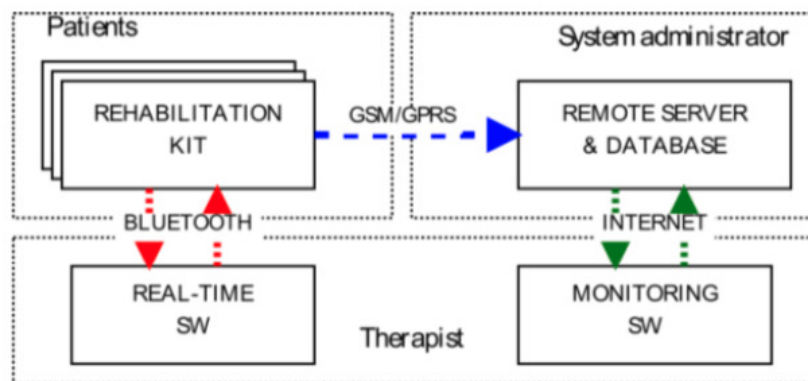 Patients
System administrator
REHABILITATION
KIT
GSM/GPRS
REMOTE SERVER
& DATABASE
BLUETOOTH
INTERNET
REAL-TIME
SW
MONITORING
SW
Therapist